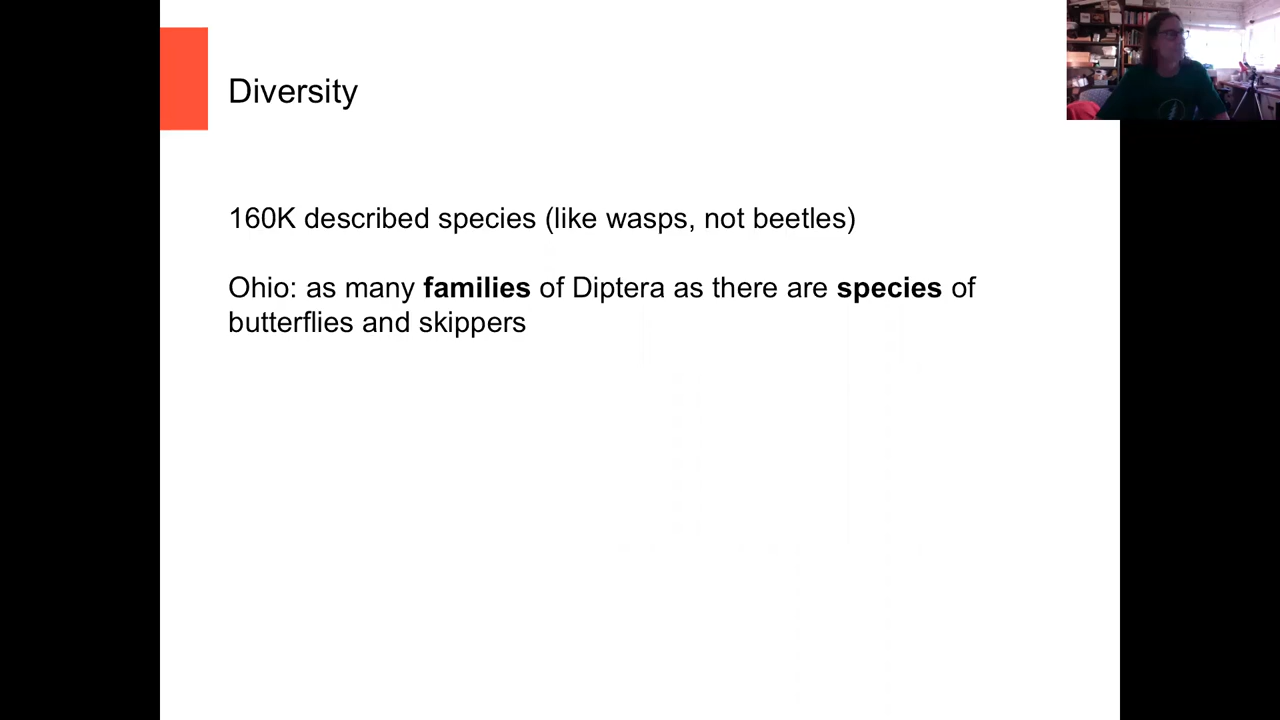 Diversity
160K described species (like wasps, not beetles)
Ohio: as many families of Diptera as there are species of
butterflies and skippers